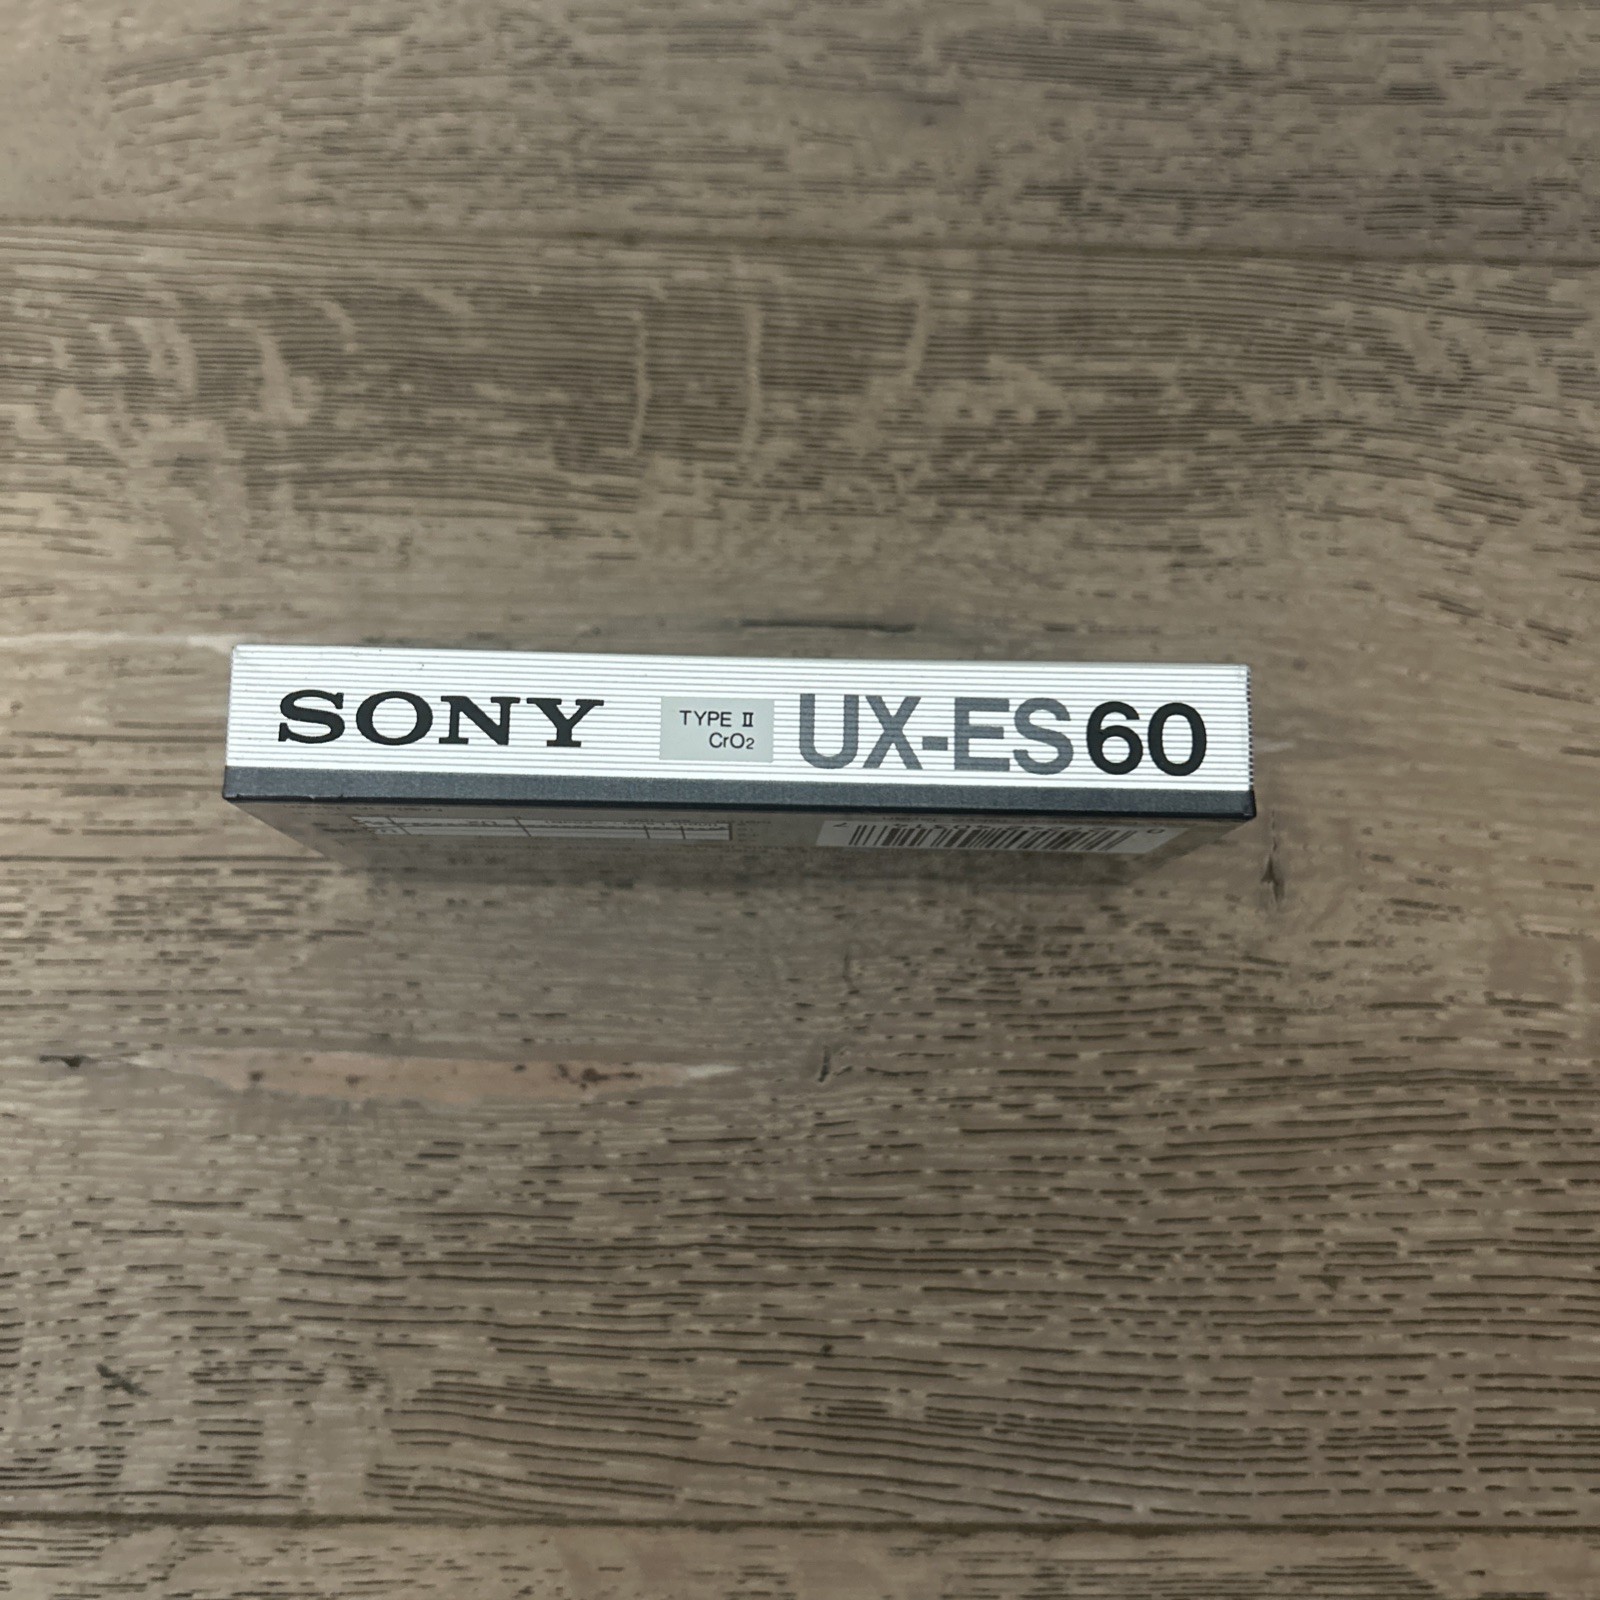 SONY
TYPE II
CrO2
UX-ES60